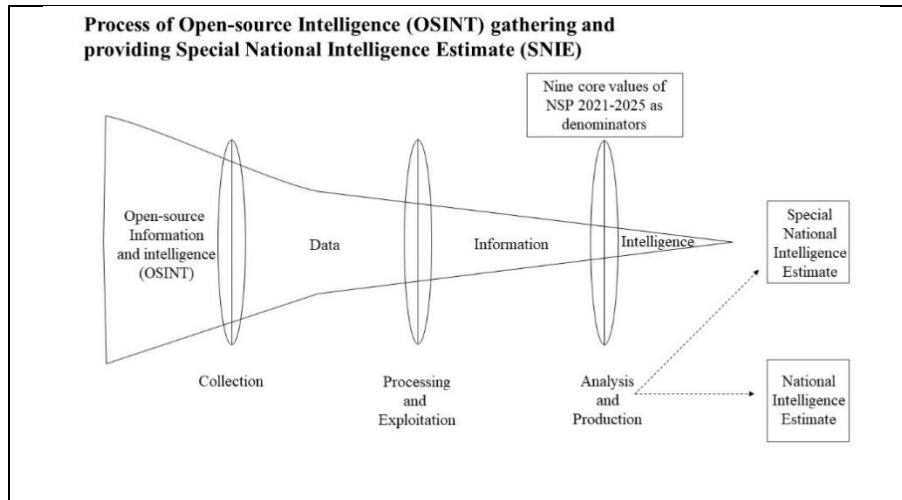 Process of Open-source Intelligence (OSINT) gathering and
providing Special National Intelligence Estimate (SNIE)
Nine core values of
NSP 2021-2025 as
denominators
Open-source
Information
and intelligence
(OSINT)
Data
Information
Intelligence
Special
National
Intelligence
Estimate
Collection
Processing
and
Exploitation
Analysis
and
Production
National
Intelligence
Estimate